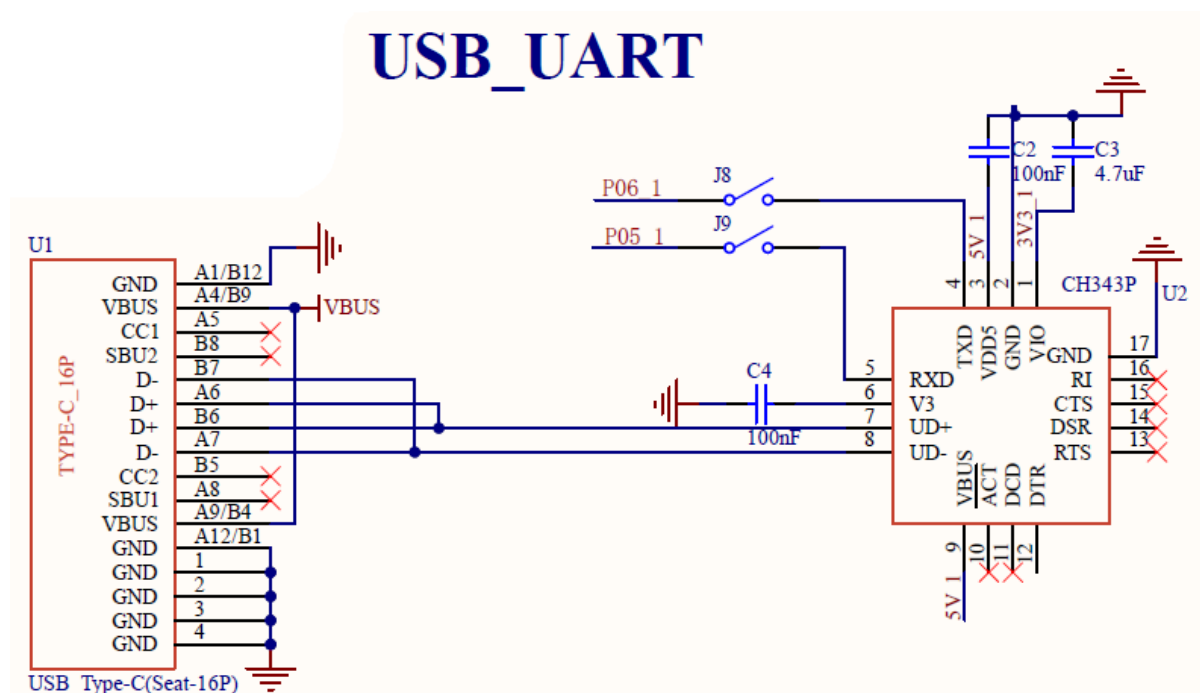 USB_UART
U1
TYPE-C_16P
GND A1/B12
VBUS A4/B9
CC1 A5
SBU2 B8
D- B7
D+ A6
D+ B6
D- A7
CC2 B5
SBU1 A8
VBUS A9/B4
GND A12/B1
GND 1
GND 2
GND 3
GND 4
USB Type-C(Seat-16P)
VBUS
P06_1
J8
P05_1
J9
C2
100nF
C3
4.7uF
5V_1
3V3_1
CH343P
U2
4 3 2 1
TXD VDD5 GND VIO
C4
100nF
5 RXD
6 V3
7 UD+
8 UD-
GND 17
RI 16
CTS 15
DSR 14
RTS 13
VBUS ACT DCD DTR
9 10 11 12
5V_1